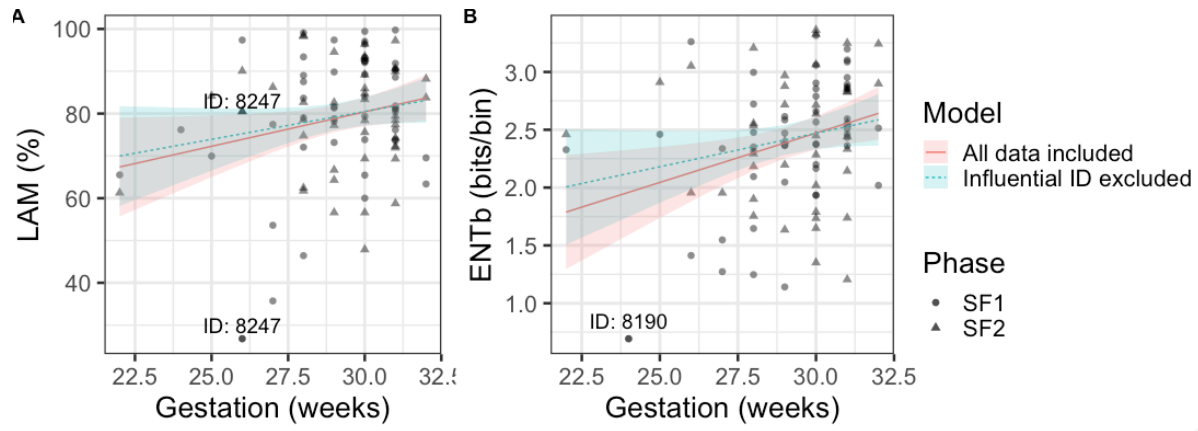 A
B
LAM (%)
100
80
60
40
ID: 8247
ID: 8247
22.5
25.0
27.5
30.0
32.5
Gestation (weeks)
ENTb (bits/bin)
3.0
2.5
2.0
1.5
1.0
ID: 8190
22.5
25.0
27.5
30.0
32.5
Gestation (weeks)
Model
All data included
Influential ID excluded
Phase
SF1
SF2